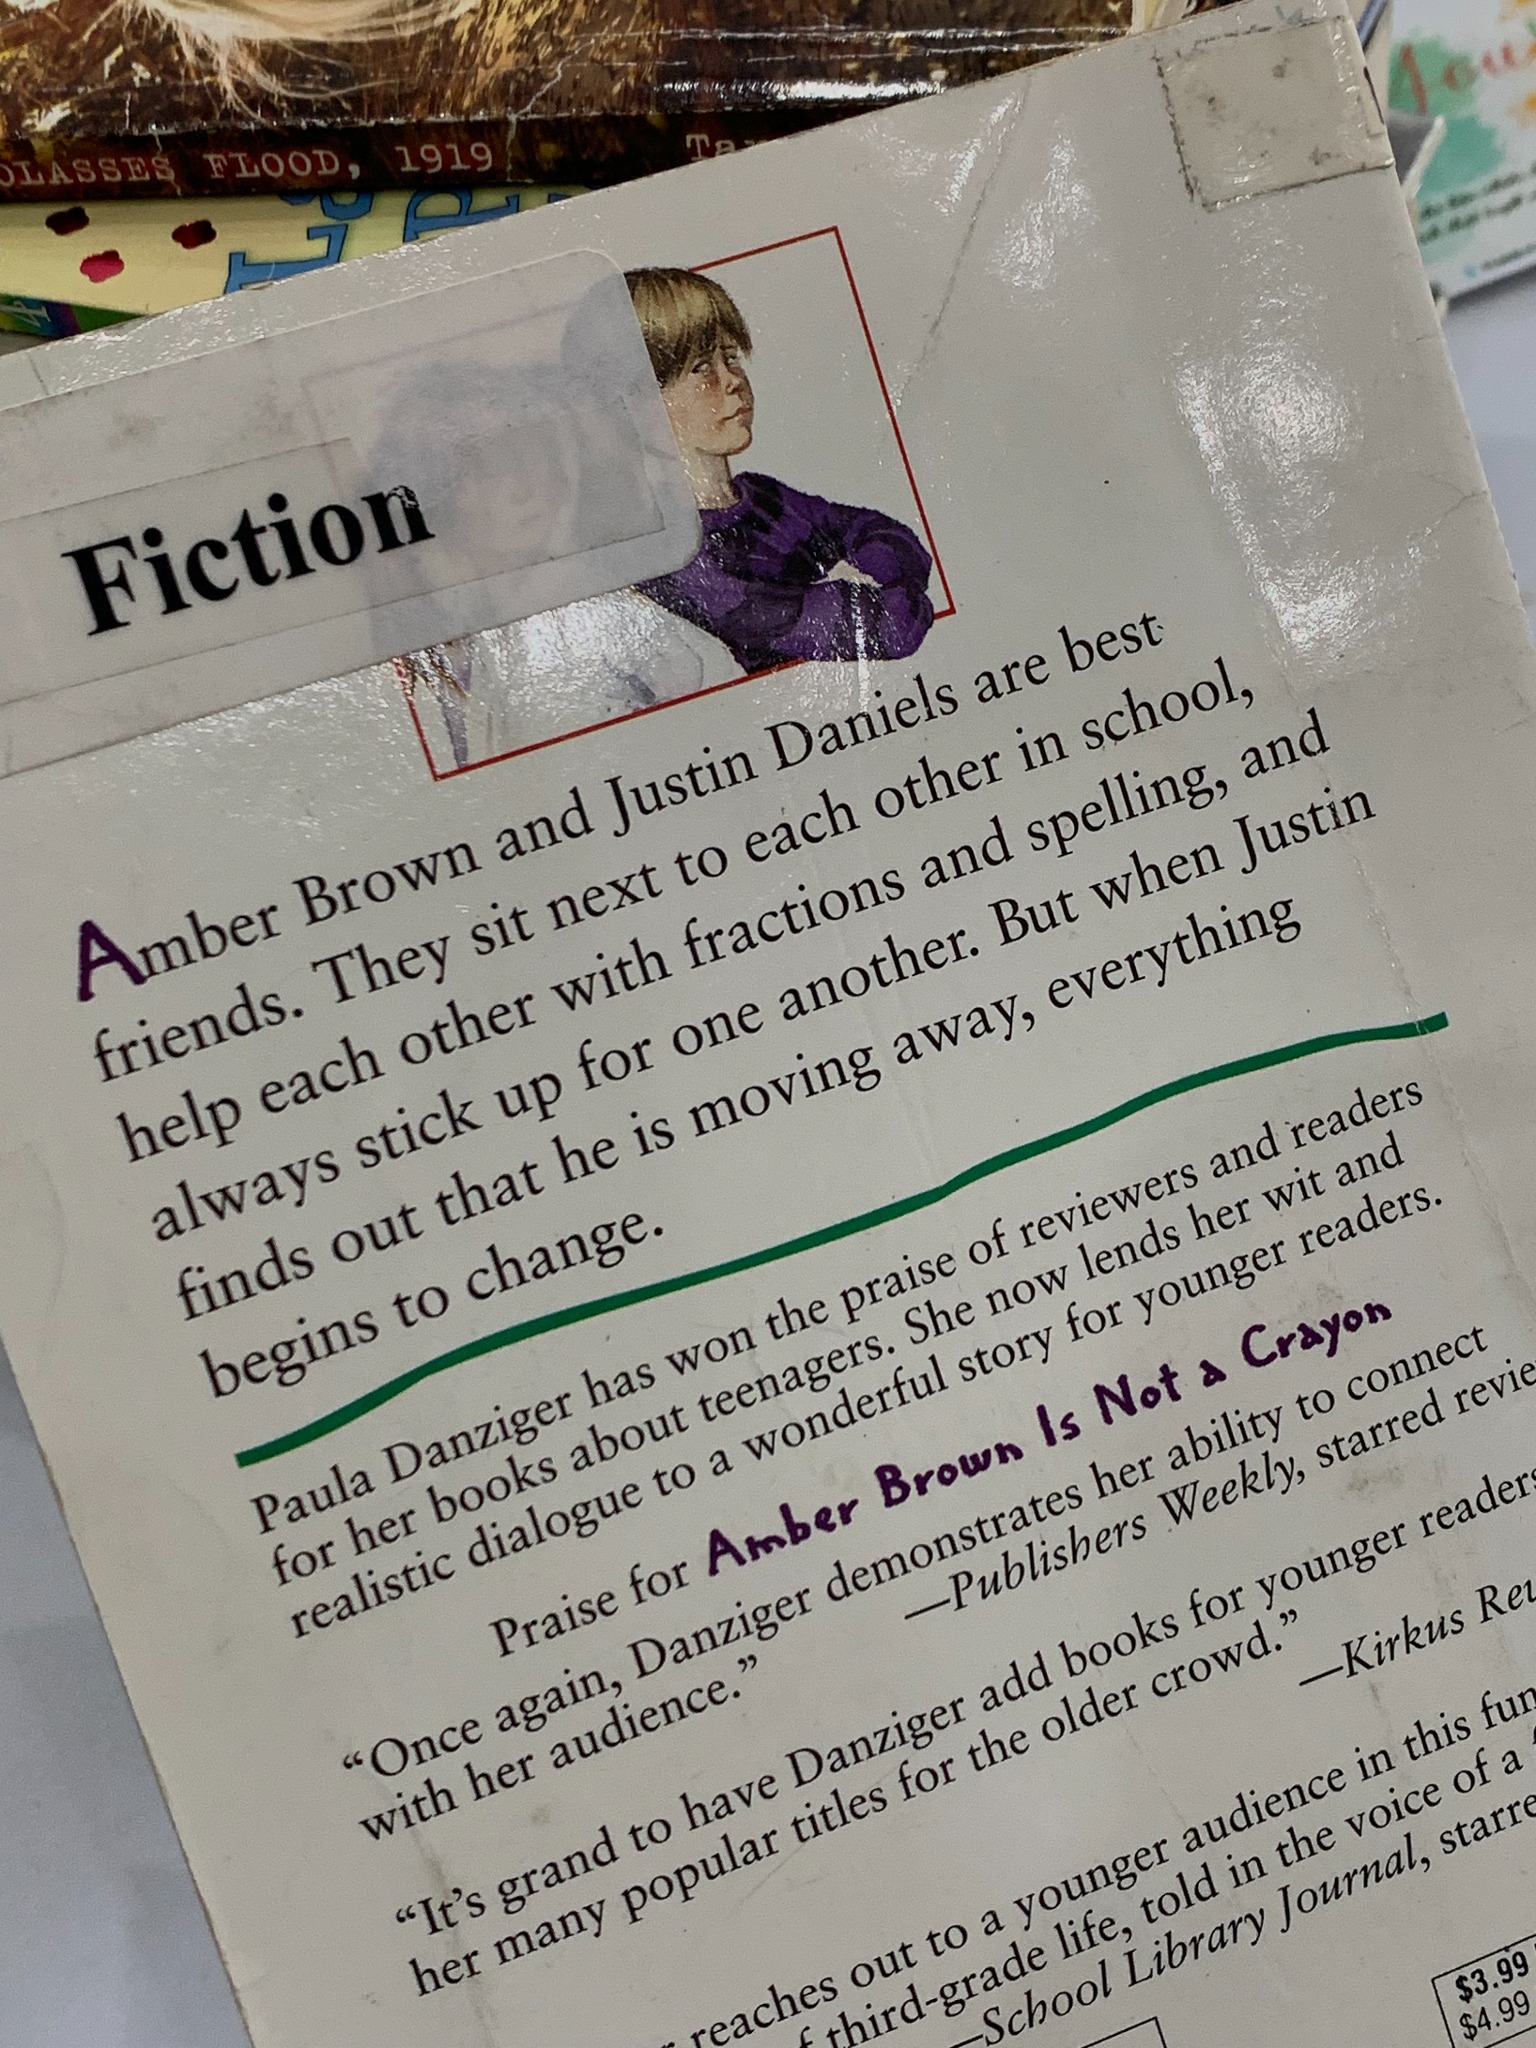 OLASSES FLOOD, 1919
Fiction
Amber Brown and Justin Daniels are best
friends. They sit next to each other in school,
help each other with fractions and spelling, and
always stick up for one another. But when Justin
finds out that he is moving away, everything
begins to change.
Paula Danziger has won the praise of reviewers and readers
for her books about teenagers. She now lends her wit and
realistic dialogue to a wonderful story for younger readers.
Praise for Amber Brown Is Not a Crayon
“Once again, Danziger demonstrates her ability to connect
with her audience.”
—Publishers Weekly, starred revie
“It’s grand to have Danziger add books for younger readers
her many popular titles for the older crowd.”
—Kirkus Rev
r reaches out to a younger audience in this fun
f third-grade life, told in the voice of a
—School Library Journal, starre
$3.99
$4.99